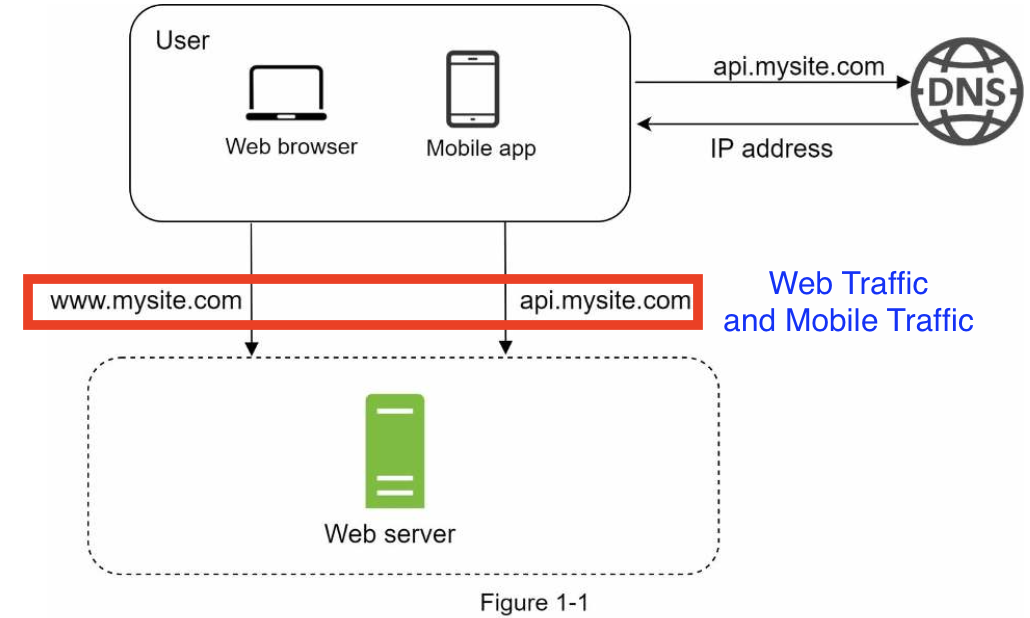 User
Web browser
Mobile app
api.mysite.com
DNS
IP address
www.mysite.com
api.mysite.com
Web Traffic
and Mobile Traffic
Web server
Figure 1-1